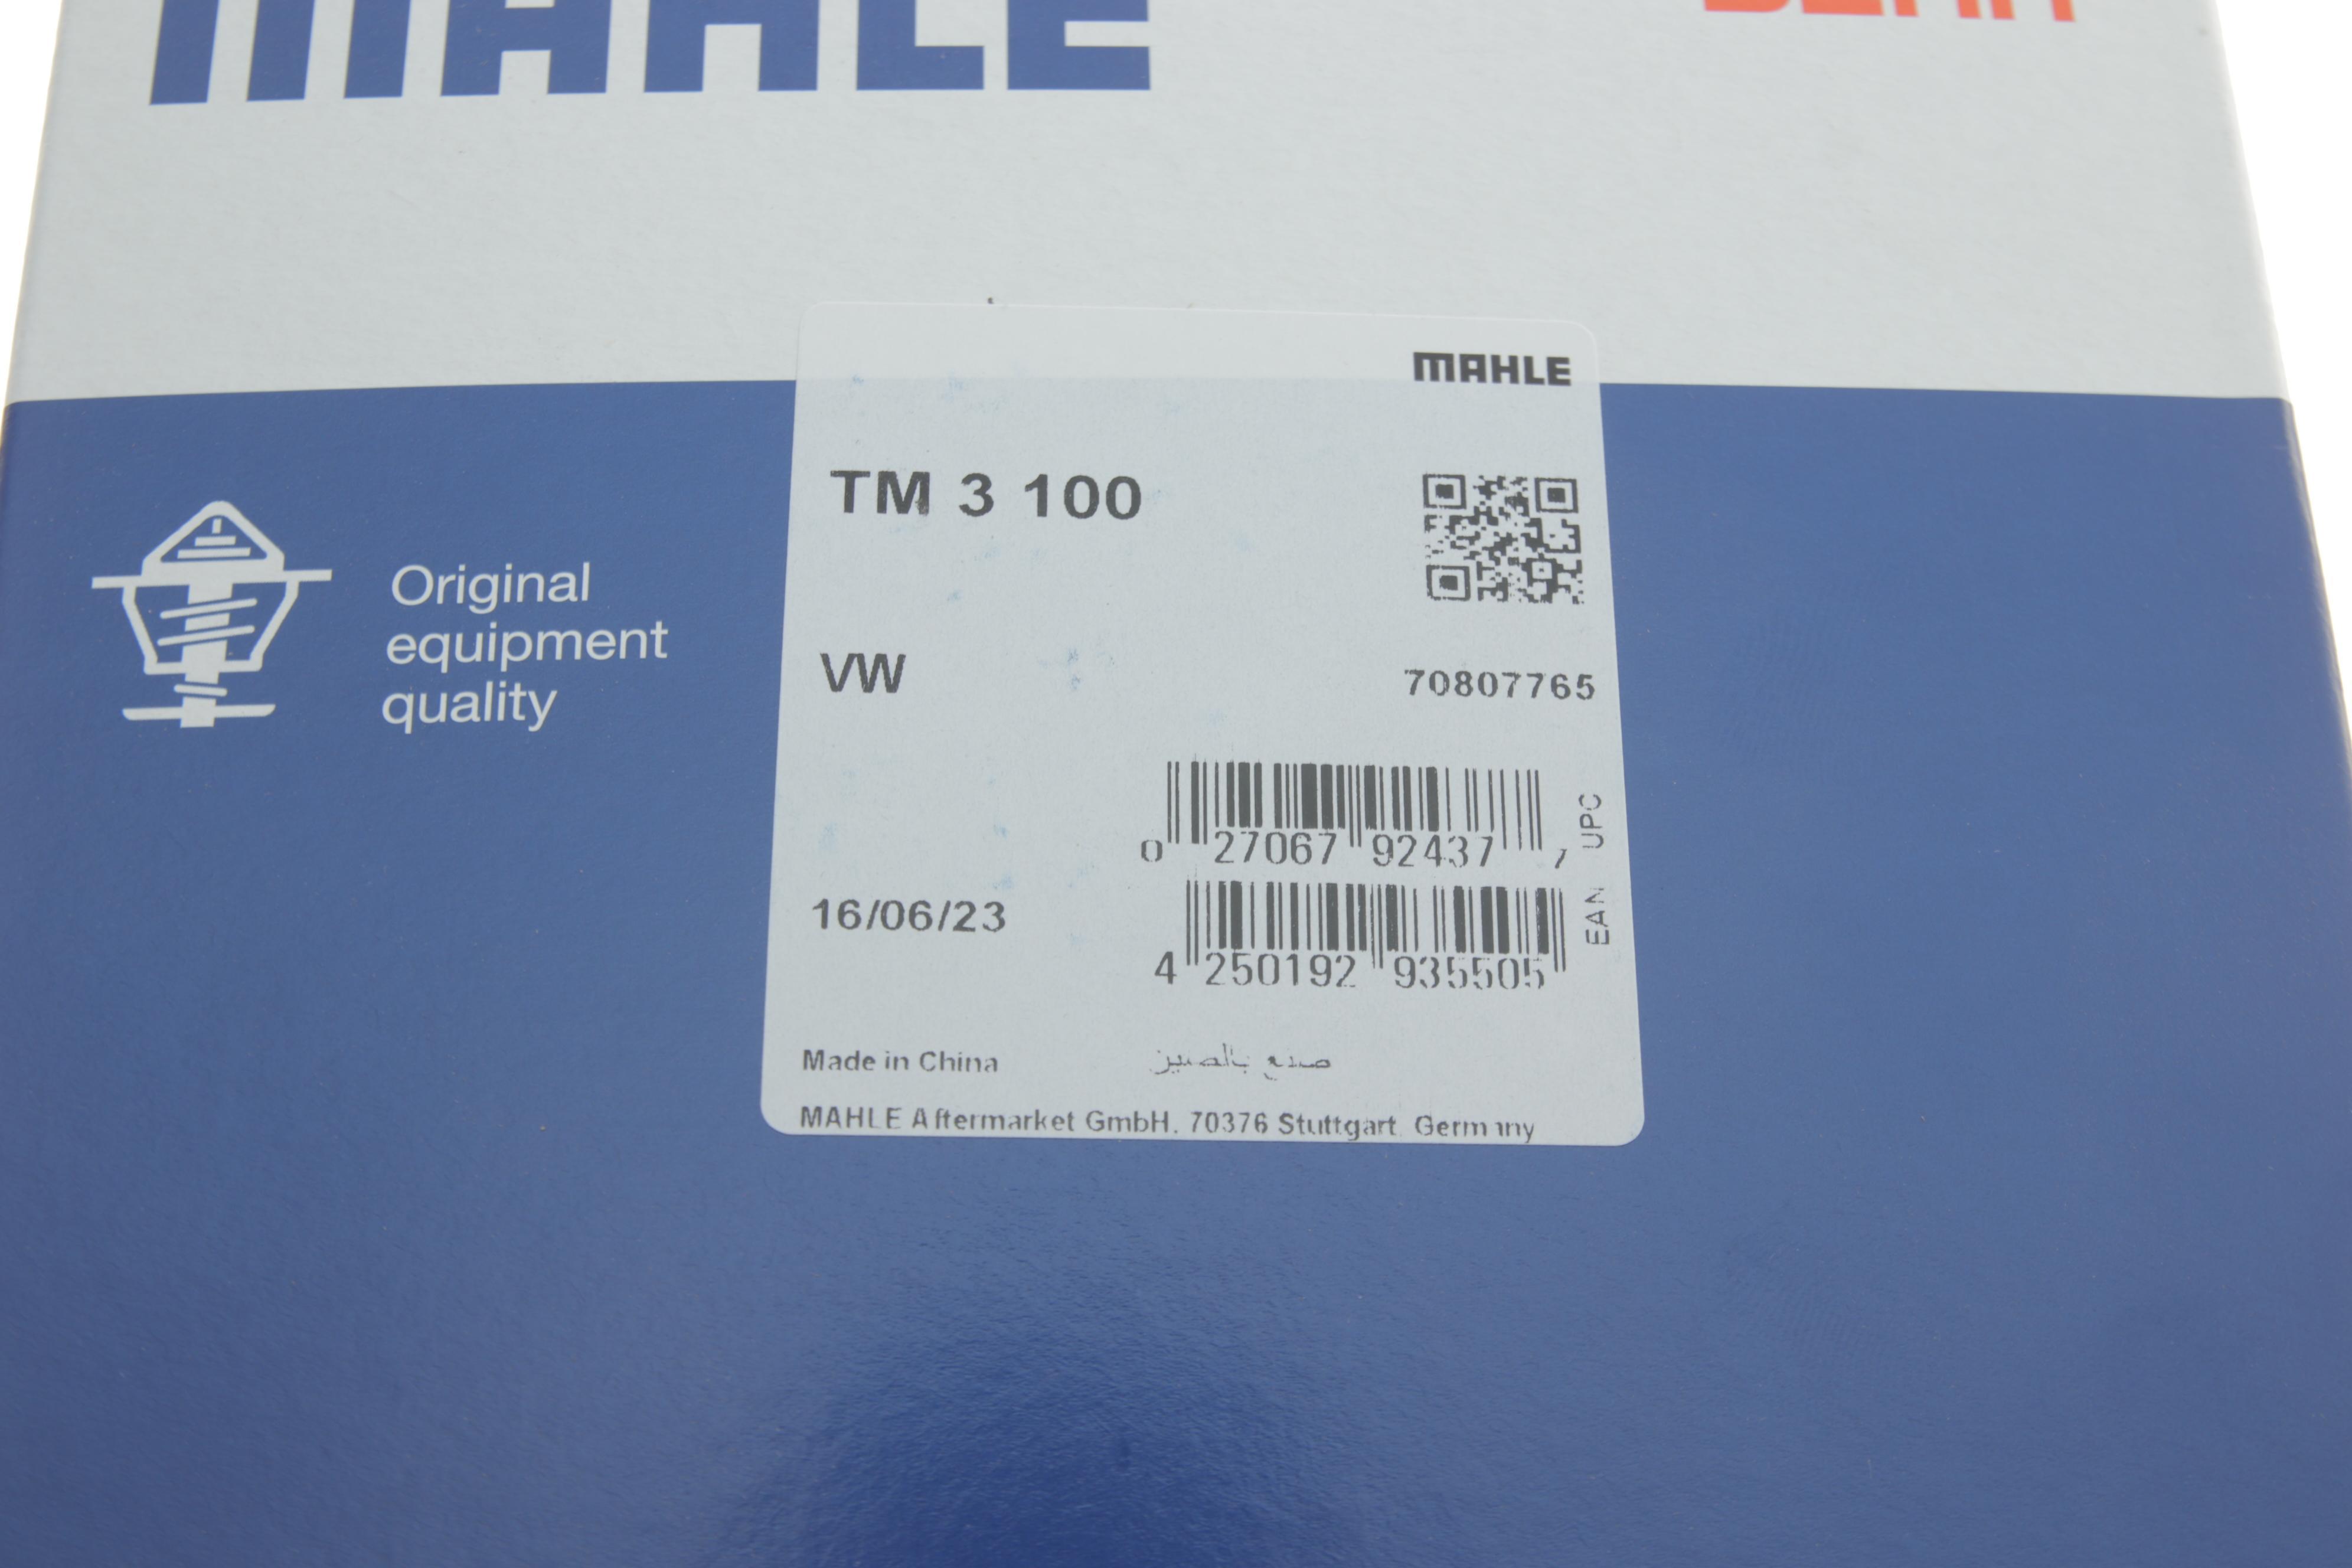 MAHLE
BEHR
MAHLE
TM 3 100
Original
equipment
quality
VW
70807765
0 27067 92437 7
UPC
16/06/23
4 250192 935505
EAN
Made in China
صنع بالصين
MAHLE Aftermarket GmbH. 70376 Stuttgart. Germany